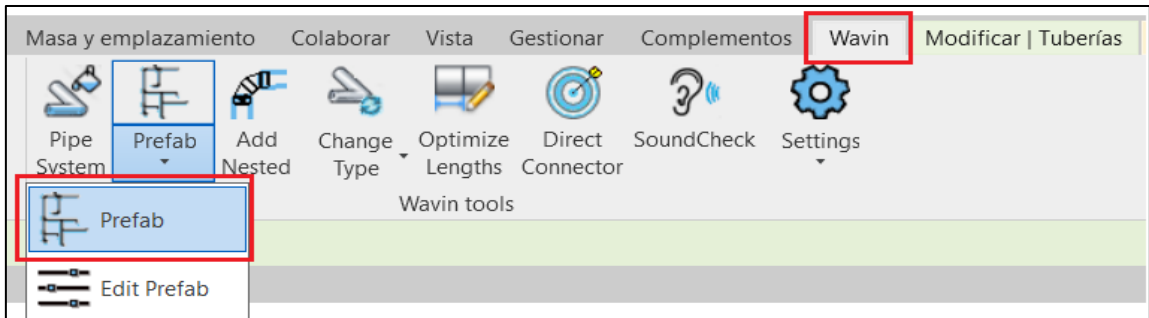 Masa y emplazamiento Colaborar Vista Gestionar Complementos Wavin Modificar | Tuberías
Pipe Prefab Add Change Optimize Direct SoundCheck Settings
System Nested Type Lengths Connector
Wavin tools
Prefab
Edit Prefab